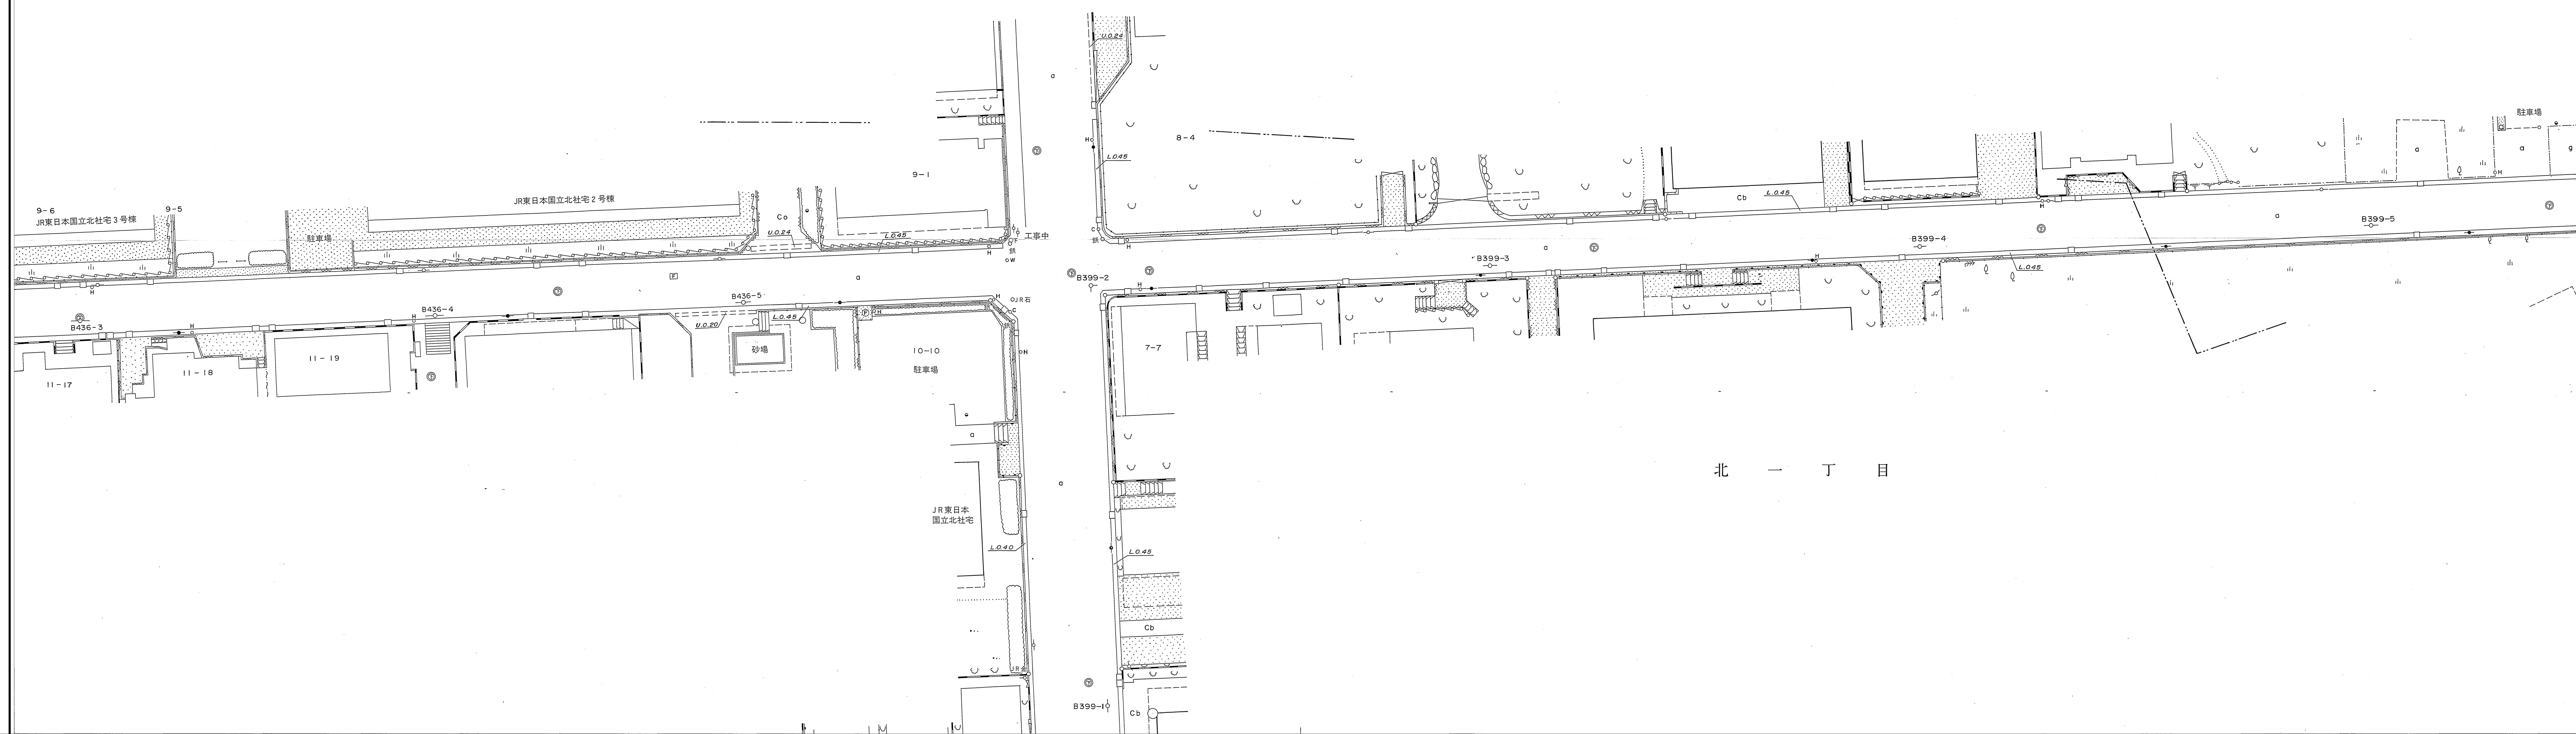 U.0.24
a
駐車場
H
8-4
L.0.45
9-1
a
a
g
H
9-6
JR東日本国立北社宅3号棟
9-5
JR東日本国立北社宅2号棟
Co
U.0.24
駐車場
L.0.45
工事中
F
鋲
W
H
C
鋲
H
Cb
L.0.45
H
a
B399-5
a
B399-4
B399-3
B399-2
H
H
L.0.45
H
F
a
H
JR石
C
B436-3
H
B436-4
H
B436-5
U.0.20
L.0.45
F
H
H
11-17
11-18
11-19
砂場
10-10
駐車場
7-7
a
a
北一丁目
JR東日本
国立北社宅
L.0.40
L.0.45
Cb
B399-1
Cb